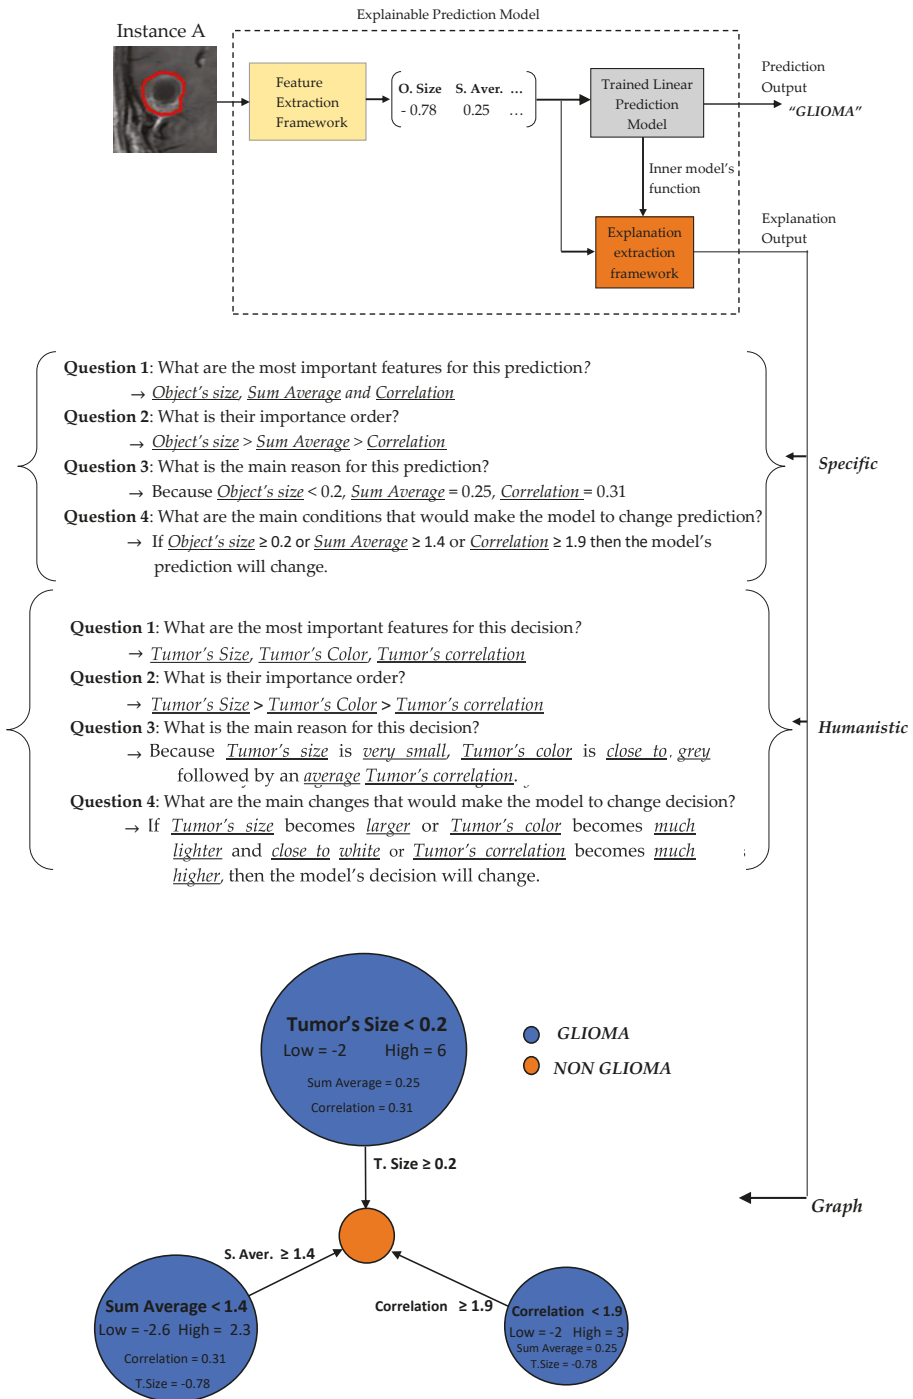 Explainable Prediction Model
Instance A
Feature
Extraction
Framework
O. Size S. Aver. ...
- 0.78 0.25 ...
Trained Linear
Prediction
Model
Prediction
Output
“GLIOMA”
Inner model’s
function
Explanation
extraction
framework
Explanation
Output
Question 1: What are the most important features for this prediction?
→ Object’s size, Sum Average and Correlation
Question 2: What is their importance order?
→ Object’s size > Sum Average > Correlation
Question 3: What is the main reason for this prediction?
→ Because Object’s size < 0.2, Sum Average = 0.25, Correlation = 0.31
Question 4: What are the main conditions that would make the model to change prediction?
→ If Object’s size ≥ 0.2 or Sum Average ≥ 1.4 or Correlation ≥ 1.9 then the model’s
prediction will change.
Specific
Question 1: What are the most important features for this decision?
→ Tumor’s Size, Tumor’s Color, Tumor’s correlation
Question 2: What is their importance order?
→ Tumor’s Size > Tumor’s Color > Tumor’s correlation
Question 3: What is the main reason for this decision?
→ Because Tumor’s size is very small, Tumor’s color is close to grey
followed by an average Tumor’s correlation.
Question 4: What are the main changes that would make the model to change decision?
→ If Tumor’s size becomes larger or Tumor’s color becomes much
lighter and close to white or Tumor’s correlation becomes much
higher, then the model’s decision will change.
Humanistic
Tumor’s Size < 0.2
Low = -2 High = 6
Sum Average = 0.25
Correlation = 0.31
GLIOMA
NON GLIOMA
T. Size ≥ 0.2
Graph
S. Aver. ≥ 1.4
Correlation ≥ 1.9
Sum Average < 1.4
Low = -2.6 High = 2.3
Correlation = 0.31
T.Size = -0.78
Correlation < 1.9
Low = -2 High = 3
Sum Average = 0.25
T.Size = -0.78